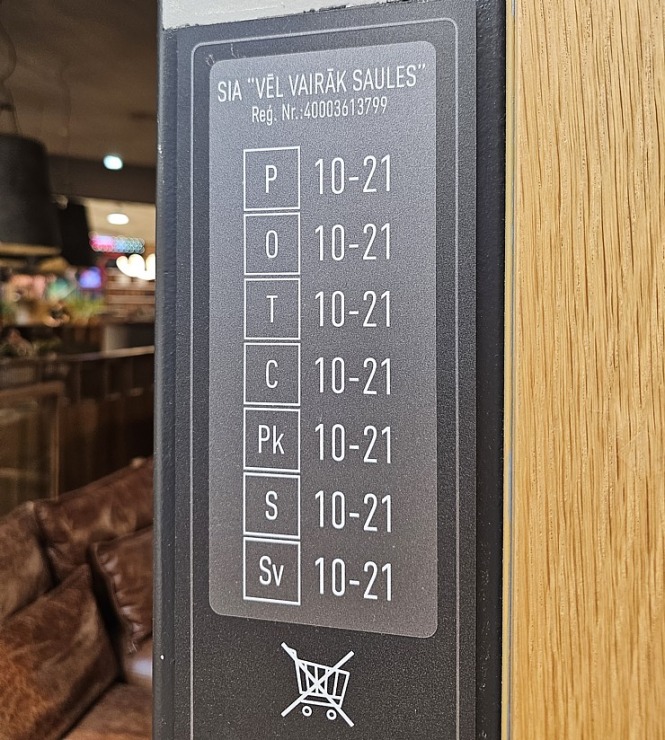 SIA "VĒL VAIRĀK SAULES"
Reģ. Nr.:40003613799
P 10-21
O 10-21
T 10-21
C 10-21
Pk 10-21
S 10-21
Sv 10-21